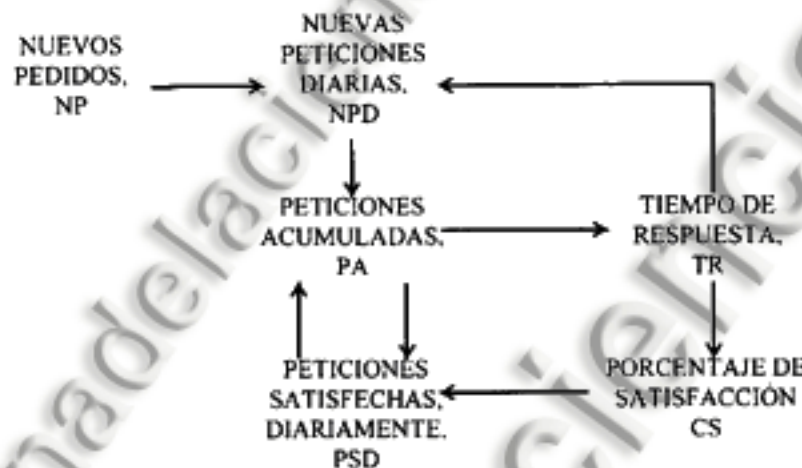 NUEVOS
PEDIDOS,
NP
NUEVAS
PETICIONES
DIARIAS,
NPD
PETICIONES
ACUMULADAS,
PA
TIEMPO DE
RESPUESTA,
TR
PETICIONES
SATISFECHAS,
DIARIAMENTE.
PSD
PORCENTAJE DE
SATISFACCIÓN
CS